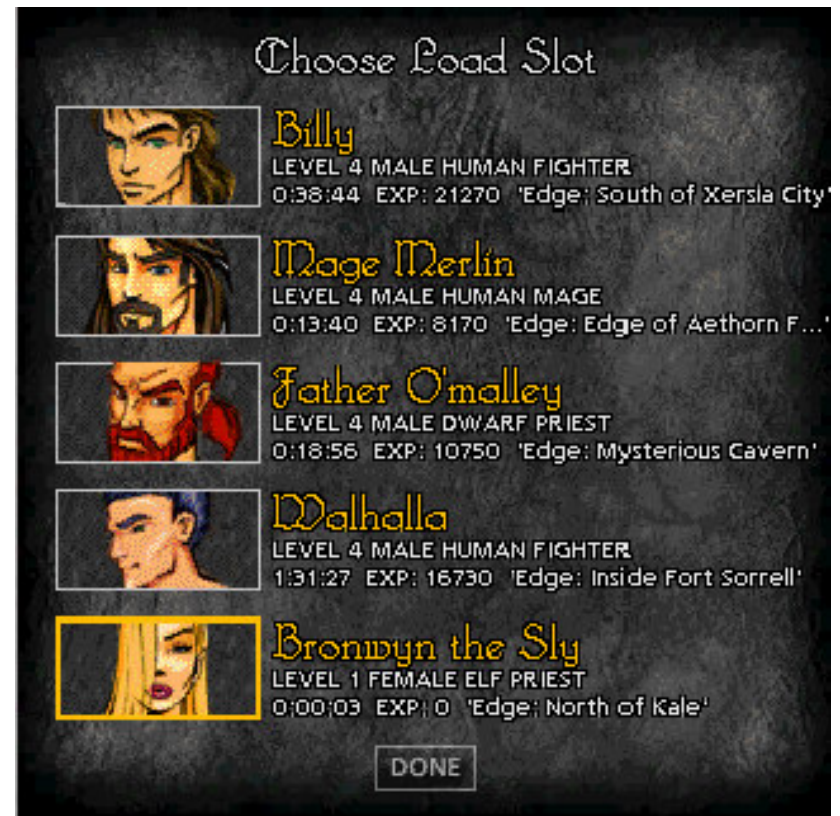 Choose Load Slot
Billy
LEVEL 4 MALE HUMAN FIGHTER
0:38:44 EXP: 21270 'Edge: South of Xersia City'
Mage Merlin
LEVEL 4 MALE HUMAN MAGE
0:13:40 EXP: 8170 'Edge: Edge of Aethorn F...'
Father O'malley
LEVEL 4 MALE DWARF PRIEST
0:18:56 EXP: 10750 'Edge: Mysterious Cavern'
Walhalla
LEVEL 4 MALE HUMAN FIGHTER
1:31:27 EXP: 16730 'Edge: Inside Fort Sorrell'
Bronwyn the Sly
LEVEL 1 FEMALE ELF PRIEST
0:00:03 EXP: 0 'Edge: North of Kale'
DONE